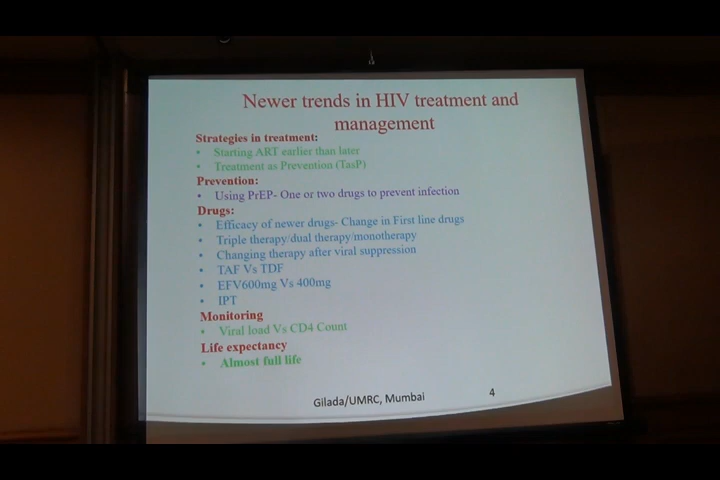 Newer trends in HIV treatment and
management
Strategies in treatment:
• Starting ART earlier than later
• Treatment as Prevention (TasP)
Prevention:
• Using PrEP- One or two drugs to prevent infection
Drugs:
• Efficacy of newer drugs- Change in First line drugs
• Triple therapy/dual therapy/monotherapy
• Changing therapy after viral suppression
• TAF Vs TDF
• EFV600mg Vs 400mg
• IPT
Monitoring
• Viral load Vs CD4 Count
Life expectancy
• Almost full life
Gilada/UMRC, Mumbai
4